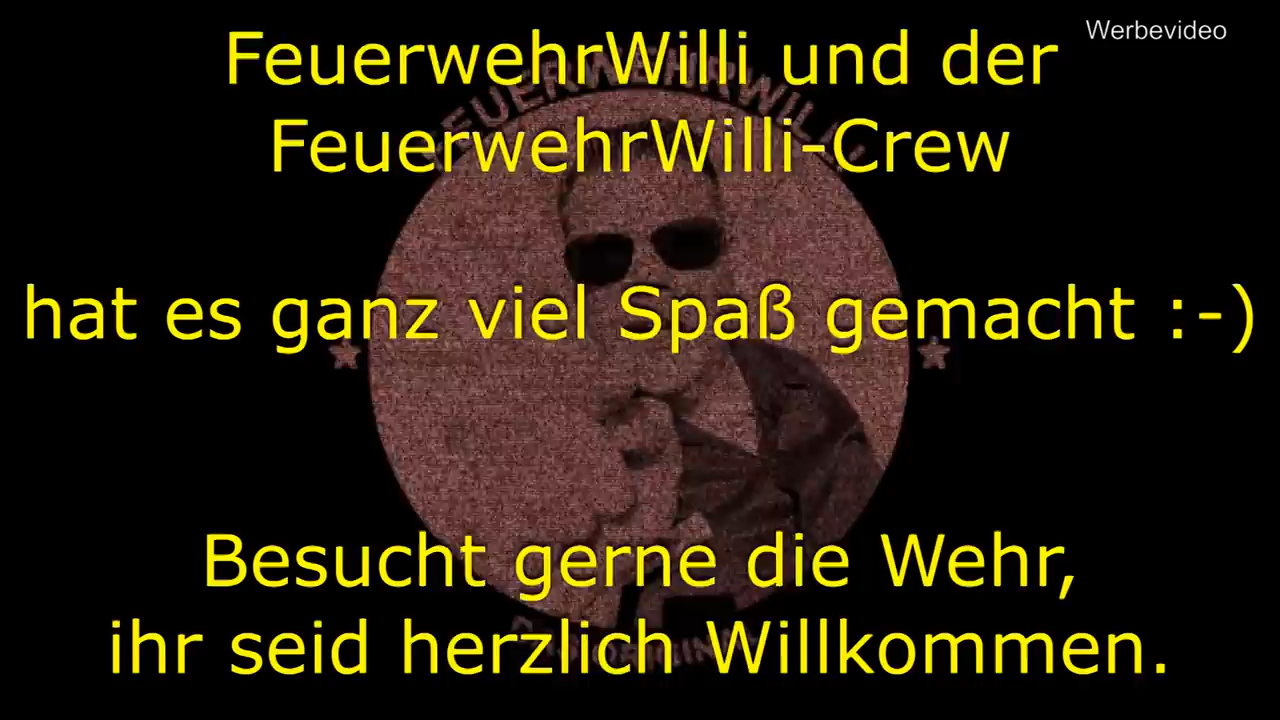 Werbevideo
FeuerwehrWilli und der
FeuerwehrWilli-Crew
FEUERWEHRWILLI
hat es ganz viel Spaß gemacht :-)
Besucht gerne die Wehr,
ihr seid herzlich Willkommen.